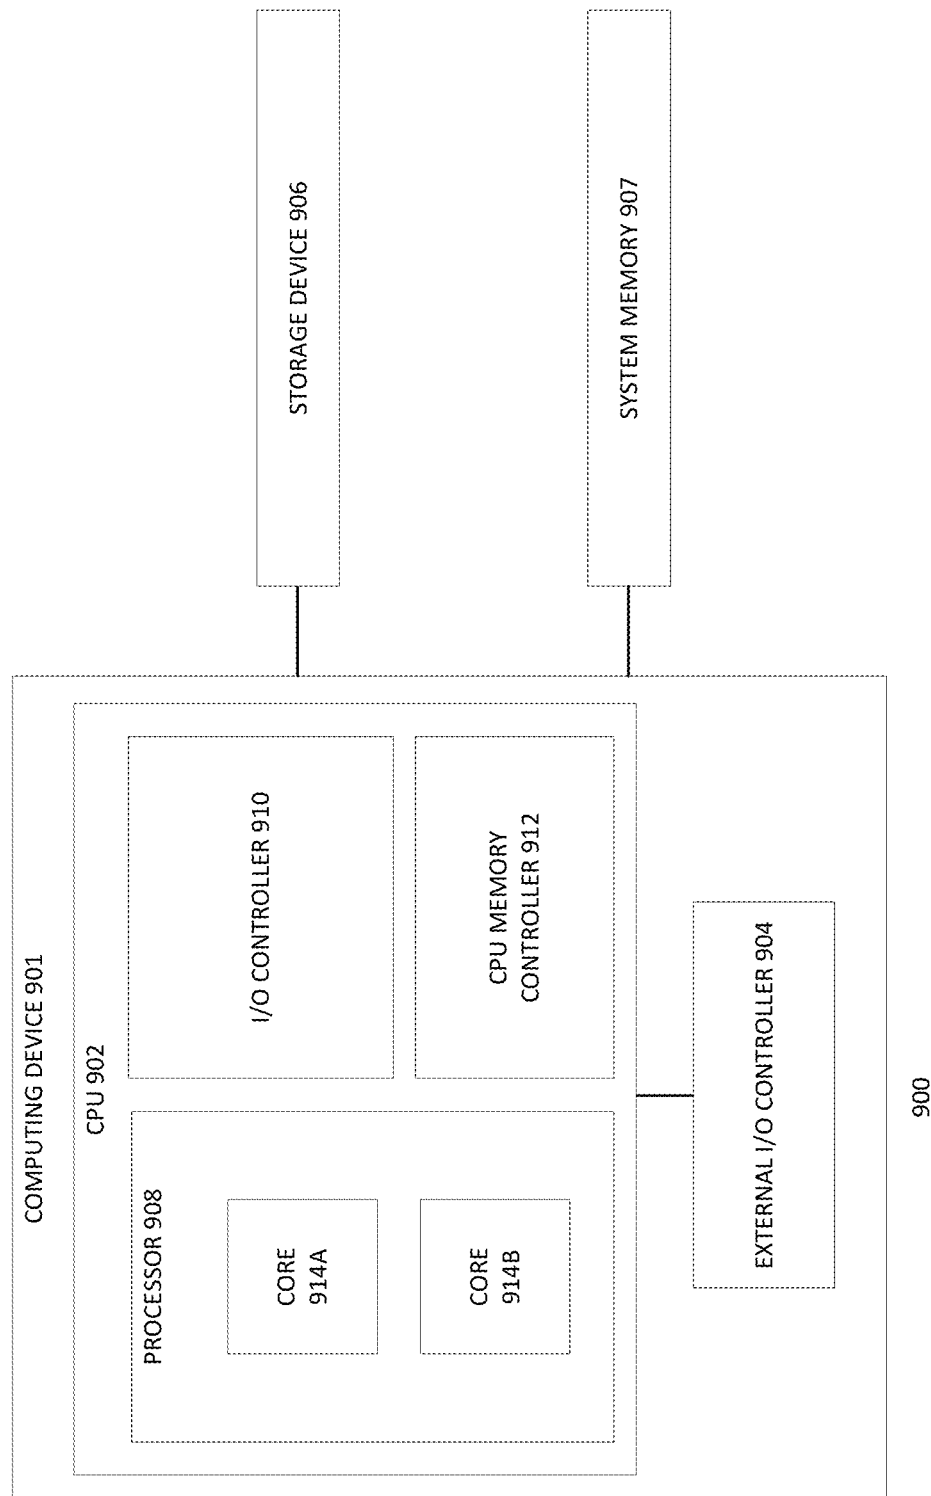 COMPUTING DEVICE 901
CPU 902
PROCESSOR 908
CORE
914A
CORE
914B
I/O CONTROLLER 910
CPU MEMORY
CONTROLLER 912
EXTERNAL I/O CONTROLLER 904
STORAGE DEVICE 906
SYSTEM MEMORY 907
900